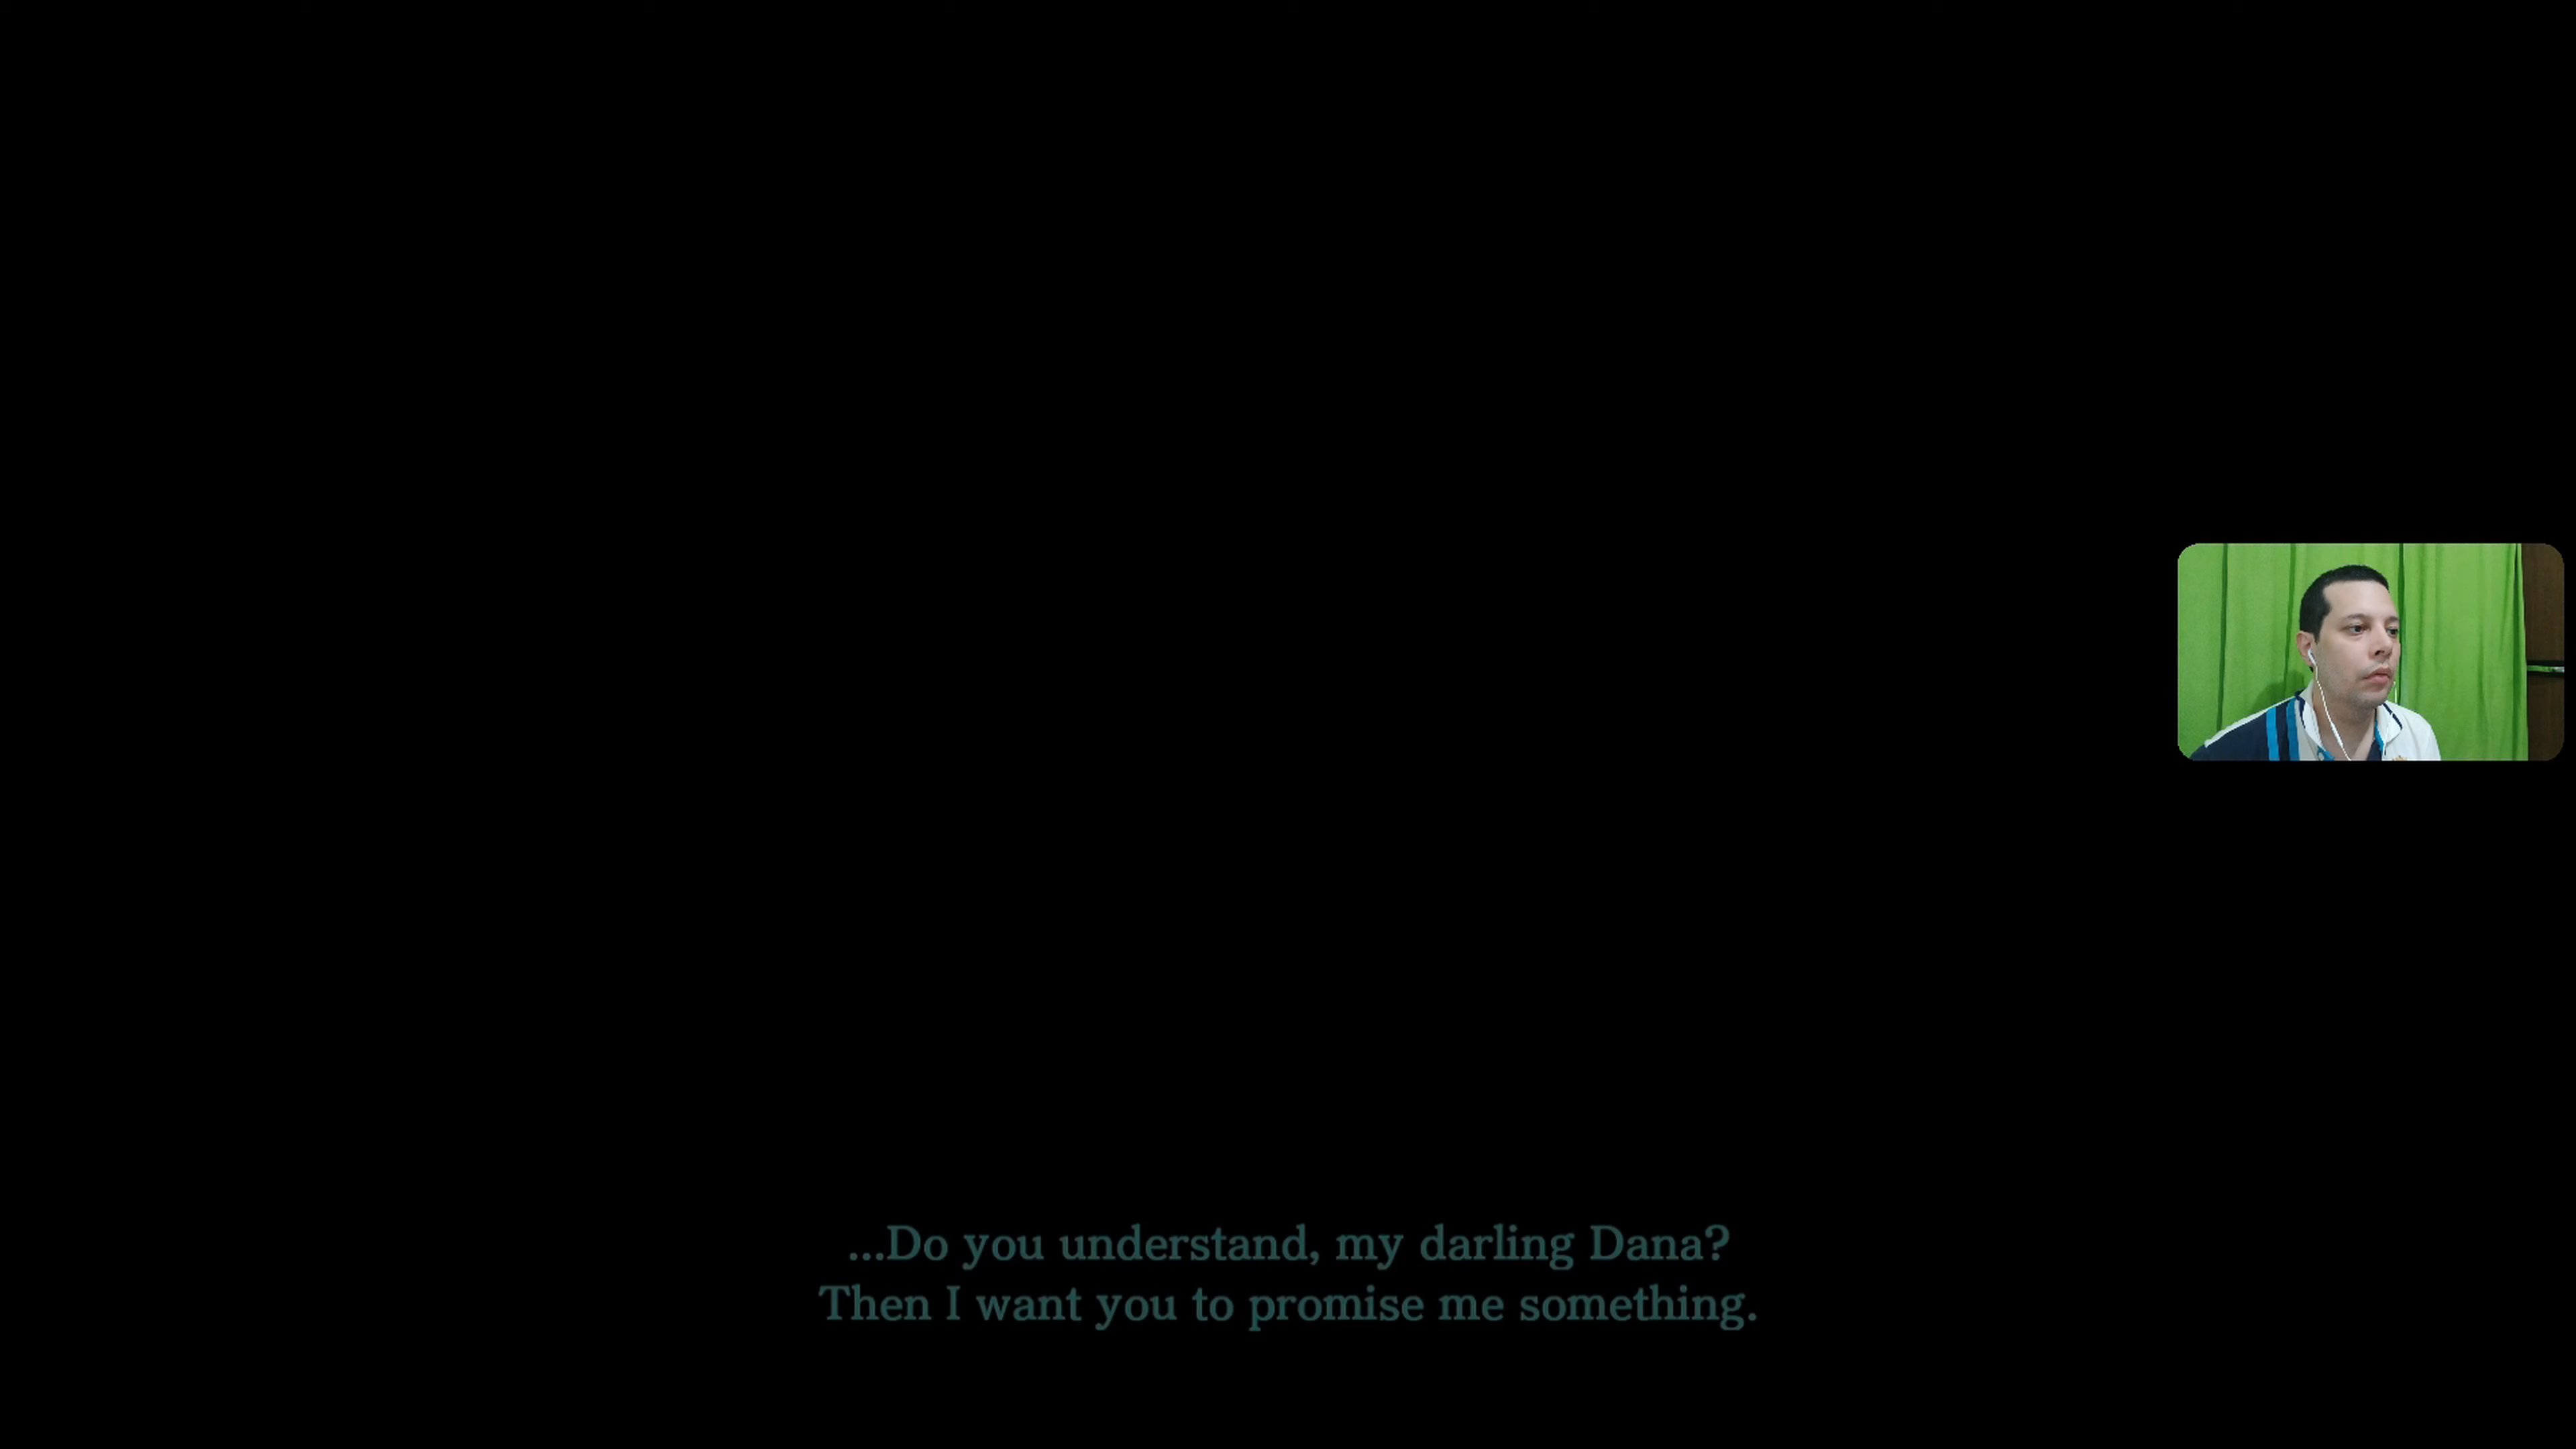 ...Do you understand, my darling Dana?
Then I want you to promise me something.